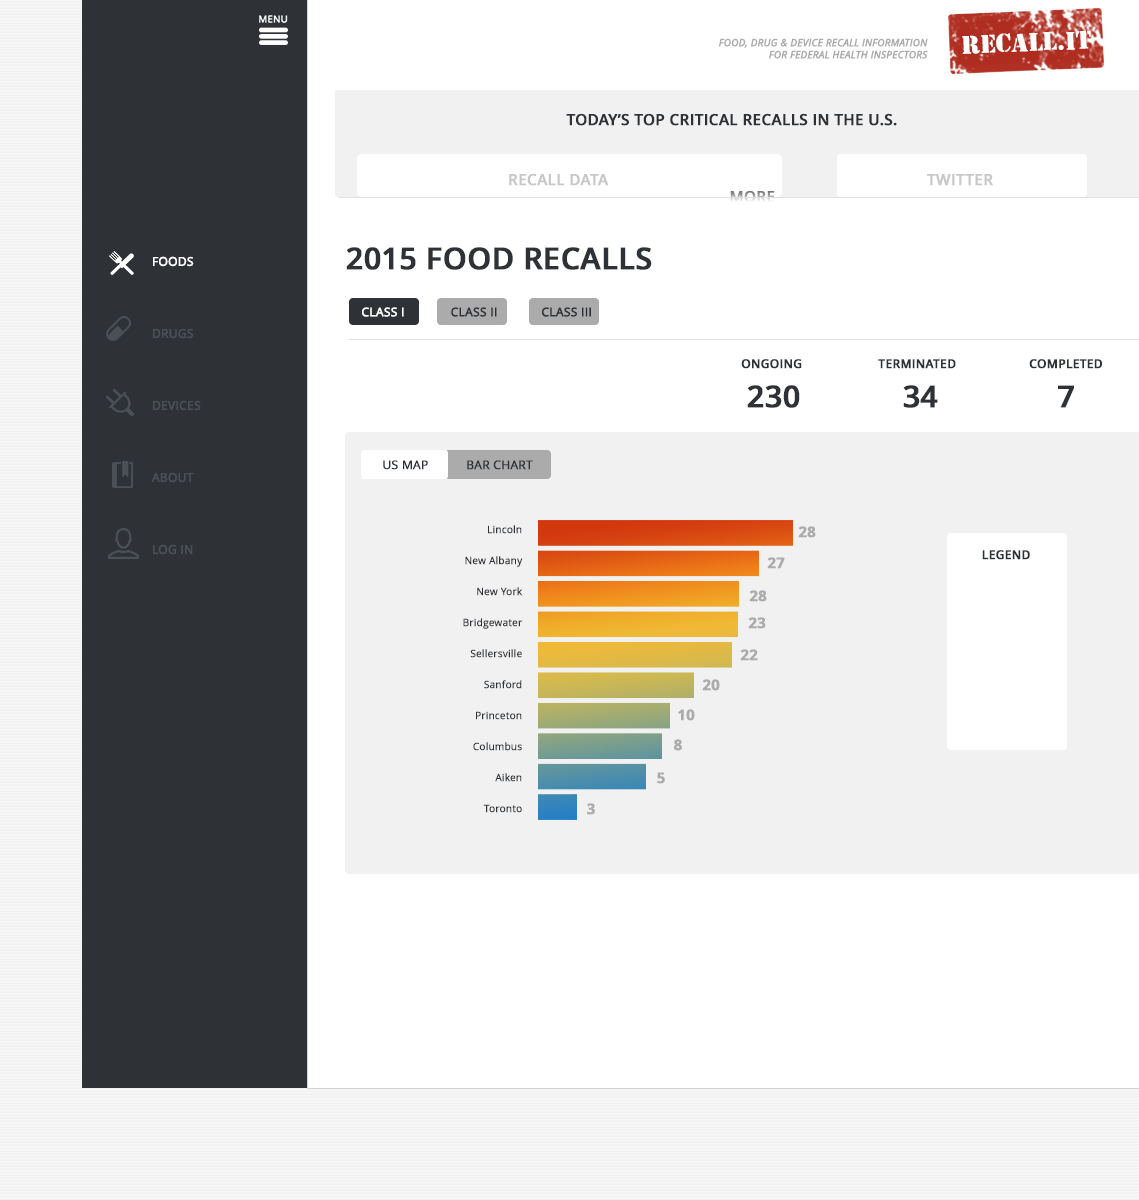 MENU
FOOD, DRUG & DEVICE RECALL INFORMATION
FOR FEDERAL HEALTH INSPECTORS
RECALL.IT
TODAY'S TOP CRITICAL RECALLS IN THE U.S.
RECALL DATA
MORE
TWITTER
FOODS
DRUGS
DEVICES
ABOUT
LOG IN
2015 FOOD RECALLS
CLASS I
CLASS II
CLASS III
ONGOING
230
TERMINATED
34
COMPLETED
7
US MAP
BAR CHART
Lincoln 28
New Albany 27
New York 28
Bridgewater 23
Sellersville 22
Sanford 20
Princeton 10
Columbus 8
Aiken 5
Toronto 3
LEGEND